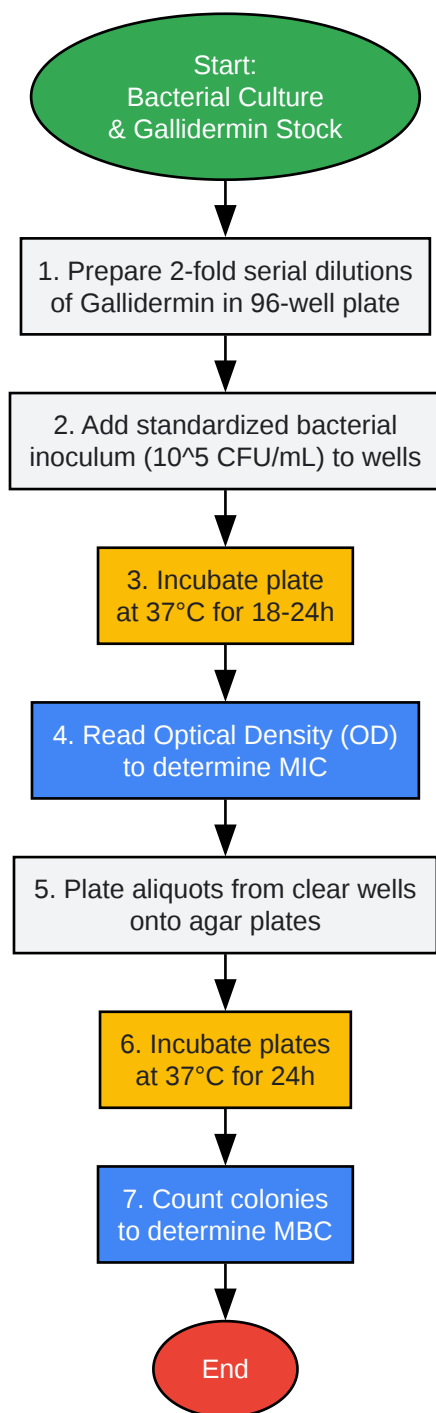 Start:
Bacterial Culture
& Gallidermin Stock
1. Prepare 2-fold serial dilutions
of Gallidermin in 96-well plate
2. Add standardized bacterial
inoculum (10^5 CFU/mL) to wells
3. Incubate plate
at 37°C for 18-24h
4. Read Optical Density (OD)
to determine MIC
5. Plate aliquots from clear wells
onto agar plates
6. Incubate plates
at 37°C for 24h
7. Count colonies
to determine MBC
End